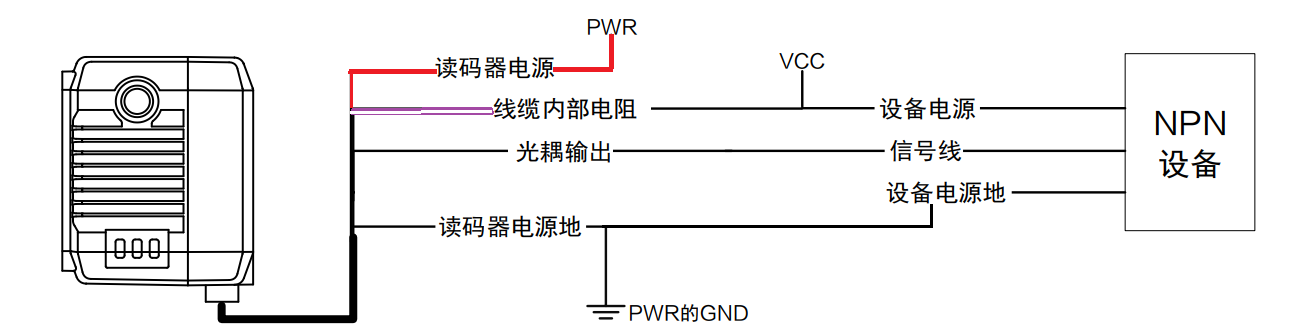 PWR
读码器电源
VCC
线缆内部电阻
设备电源
NPN
设备
光耦输出
信号线
设备电源地
读码器电源地
PWR的GND